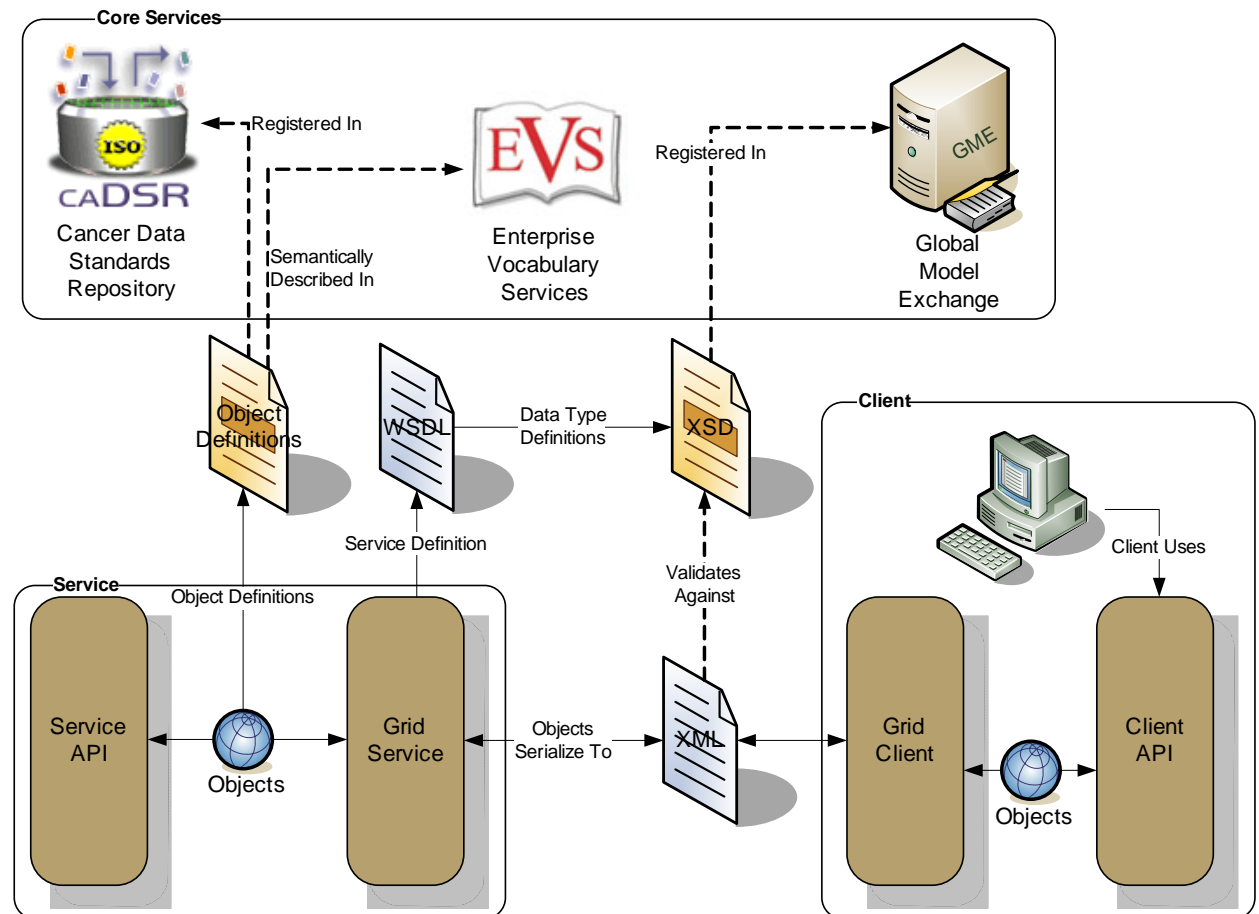 Core Services
ISO
caDSR
Cancer Data
Standards
Repository
Registered In
Semantically
Described In
EVS
Enterprise
Vocabulary
Services
Registered In
GME
Global
Model
Exchange
Object
Definitions
WSDL
Data Type
Definitions
XSD
Client
Service Definition
Client Uses
Service
Object Definitions
Validates
Against
Service
API
Objects
Grid
Service
Objects
Serialize To
XML
Grid
Client
Objects
Client
API